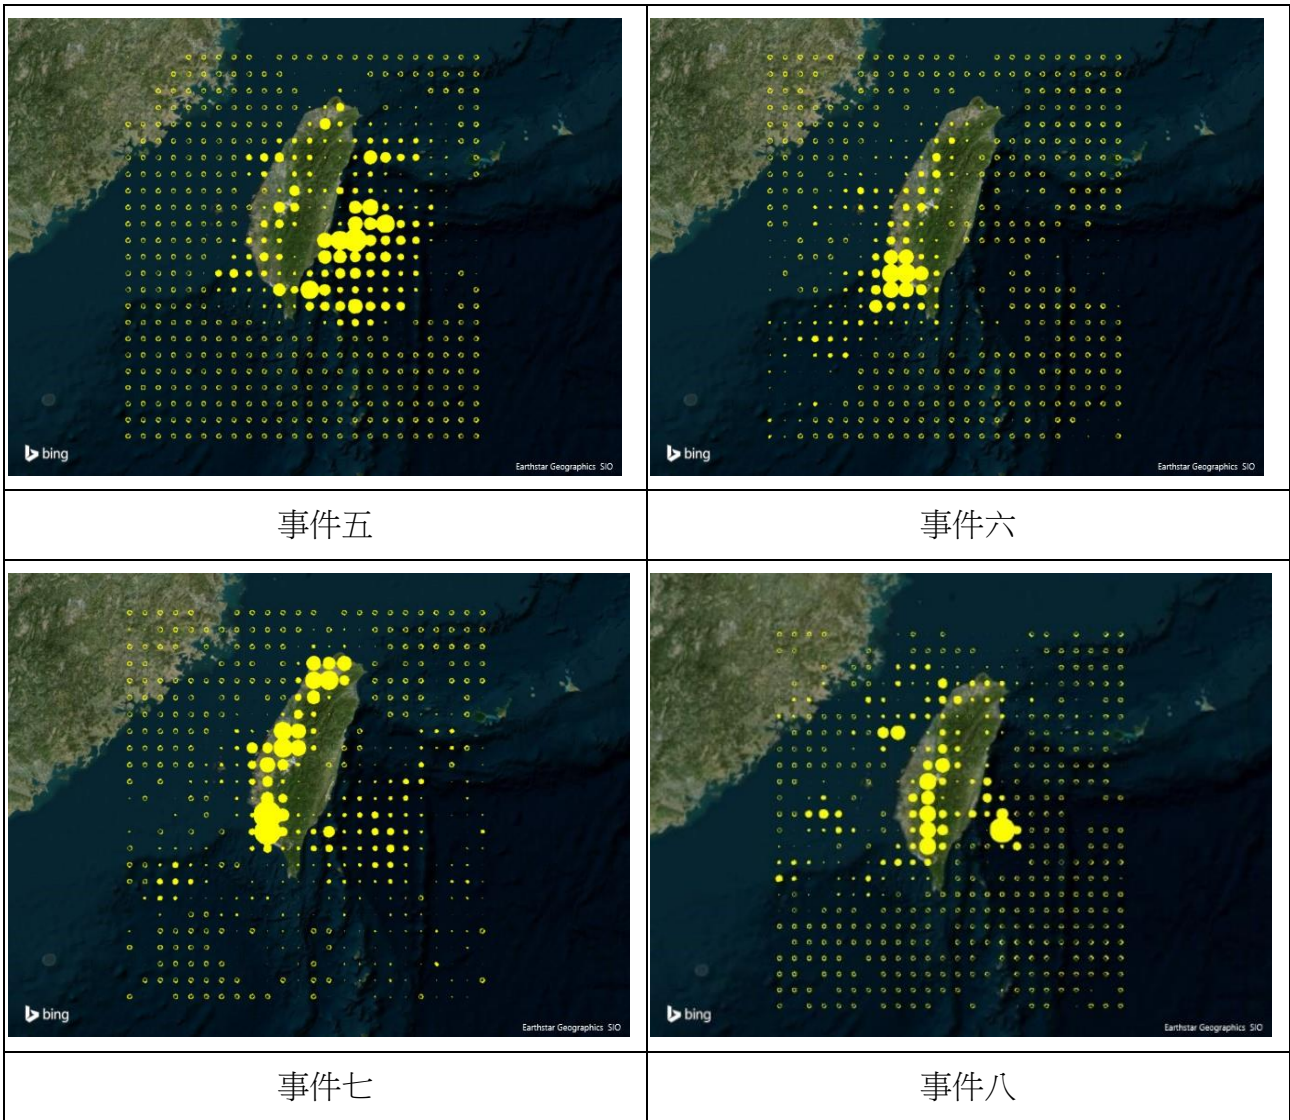 bing
Earthstar Geographics SIO
bing
Earthstar Geographics SIO
事件五
事件六
bing
Earthstar Geographics SIO
bing
Earthstar Geographics SIO
事件七
事件八